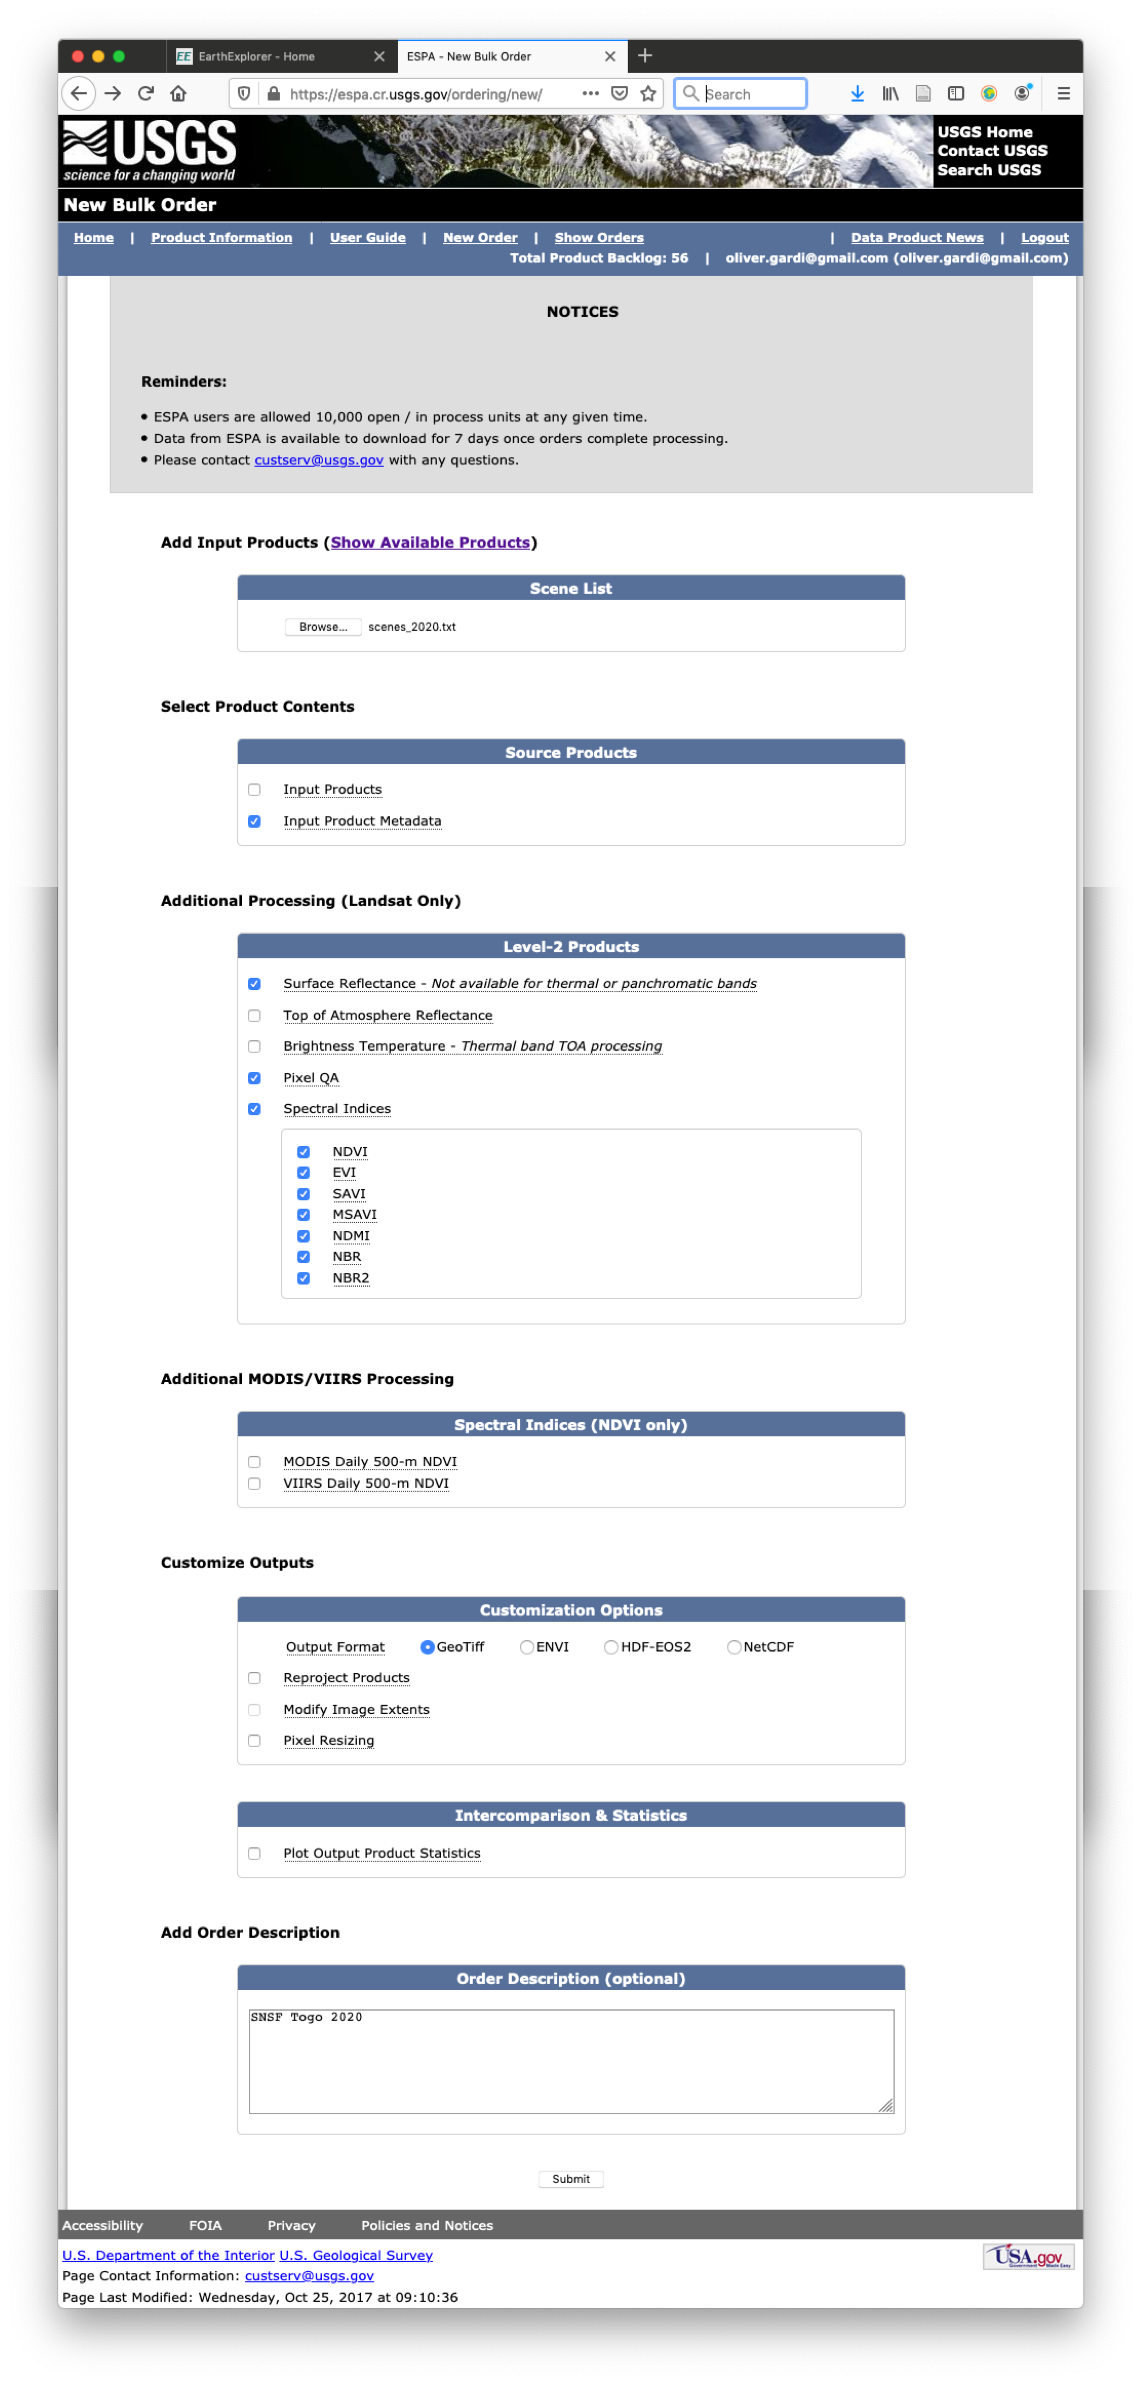 EE EarthExplorer - Home
ESPA - New Bulk Order
https://espa.cr.usgs.gov/ordering/new/
Search
USGS
science for a changing world
USGS Home
Contact USGS
Search USGS
New Bulk Order
Home | Product Information | User Guide | New Order | Show Orders | Data Product News | Logout
Total Product Backlog: 56 | oliver.gardi@gmail.com (oliver.gardi@gmail.com)
NOTICES
Reminders:
• ESPA users are allowed 10,000 open / in process units at any given time.
• Data from ESPA is available to download for 7 days once orders complete processing.
• Please contact custserv@usgs.gov with any questions.
Add Input Products (Show Available Products)
Scene List
Browse... scenes_2020.txt
Select Product Contents
Source Products
Input Products
Input Product Metadata
Additional Processing (Landsat Only)
Level-2 Products
Surface Reflectance - Not available for thermal or panchromatic bands
Top of Atmosphere Reflectance
Brightness Temperature - Thermal band TOA processing
Pixel QA
Spectral Indices
NDVI
EVI
SAVI
MSAVI
NDMI
NBR
NBR2
Additional MODIS/VIIRS Processing
Spectral Indices (NDVI only)
MODIS Daily 500-m NDVI
VIIRS Daily 500-m NDVI
Customize Outputs
Customization Options
Output Format GeoTiff ENVI HDF-EOS2 NetCDF
Reproject Products
Modify Image Extents
Pixel Resizing
Intercomparison & Statistics
Plot Output Product Statistics
Add Order Description
Order Description (optional)
SNSF Togo 2020
Submit
Accessibility FOIA Privacy Policies and Notices
U.S. Department of the Interior U.S. Geological Survey
USA.gov
Government Made Easy
Page Contact Information: custserv@usgs.gov
Page Last Modified: Wednesday, Oct 25, 2017 at 09:10:36